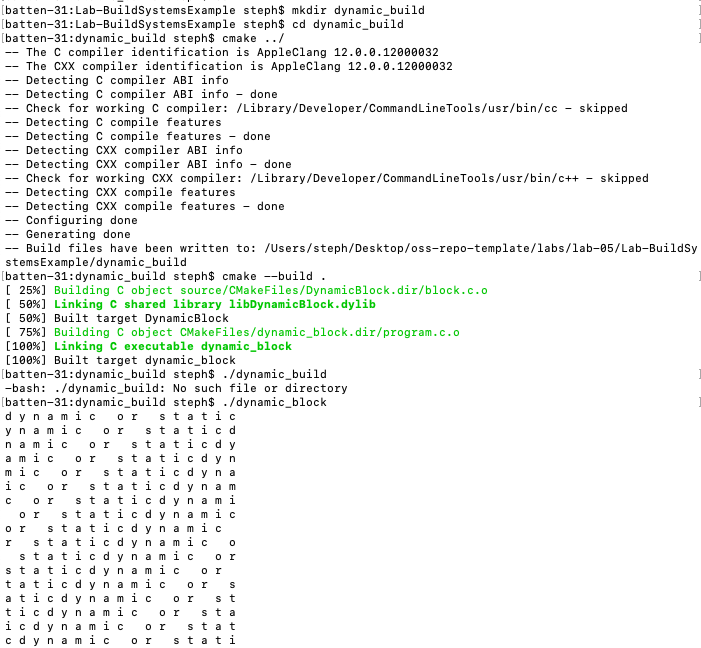 [batten-31:Lab-BuildSystemsExample steph$ mkdir dynamic_build ]
[batten-31:Lab-BuildSystemsExample steph$ cd dynamic_build ]
[batten-31:dynamic_build steph$ cmake ../ ]
-- The C compiler identification is AppleClang 12.0.0.12000032
-- The CXX compiler identification is AppleClang 12.0.0.12000032
-- Detecting C compiler ABI info
-- Detecting C compiler ABI info - done
-- Check for working C compiler: /Library/Developer/CommandLineTools/usr/bin/cc - skipped
-- Detecting C compile features
-- Detecting C compile features - done
-- Detecting CXX compiler ABI info
-- Detecting CXX compiler ABI info - done
-- Check for working CXX compiler: /Library/Developer/CommandLineTools/usr/bin/c++ - skipped
-- Detecting CXX compile features
-- Detecting CXX compile features - done
-- Configuring done
-- Generating done
-- Build files have been written to: /Users/steph/Desktop/oss-repo-template/labs/lab-05/Lab-BuildSy
stemsExample/dynamic_build
[batten-31:dynamic_build steph$ cmake --build . ]
[ 25%] Building C object source/CMakeFiles/DynamicBlock.dir/block.c.o
[ 50%] Linking C shared library libDynamicBlock.dylib
[ 50%] Built target DynamicBlock
[ 75%] Building C object CMakeFiles/dynamic_block.dir/program.c.o
[100%] Linking C executable dynamic_block
[100%] Built target dynamic_block
[batten-31:dynamic_build steph$ ./dynamic_build ]
-bash: ./dynamic_build: No such file or directory
[batten-31:dynamic_build steph$ ./dynamic_block ]
d y n a m i c   o r   s t a t i c
y n a m i c   o r   s t a t i c d
n a m i c   o r   s t a t i c d y
a m i c   o r   s t a t i c d y n
m i c   o r   s t a t i c d y n a
i c   o r   s t a t i c d y n a m
c   o r   s t a t i c d y n a m i
  o r   s t a t i c d y n a m i c
o r   s t a t i c d y n a m i c
r   s t a t i c d y n a m i c   o
  s t a t i c d y n a m i c   o r
s t a t i c d y n a m i c   o r
t a t i c d y n a m i c   o r   s
a t i c d y n a m i c   o r   s t
t i c d y n a m i c   o r   s t a
i c d y n a m i c   o r   s t a t
c d y n a m i c   o r   s t a t i